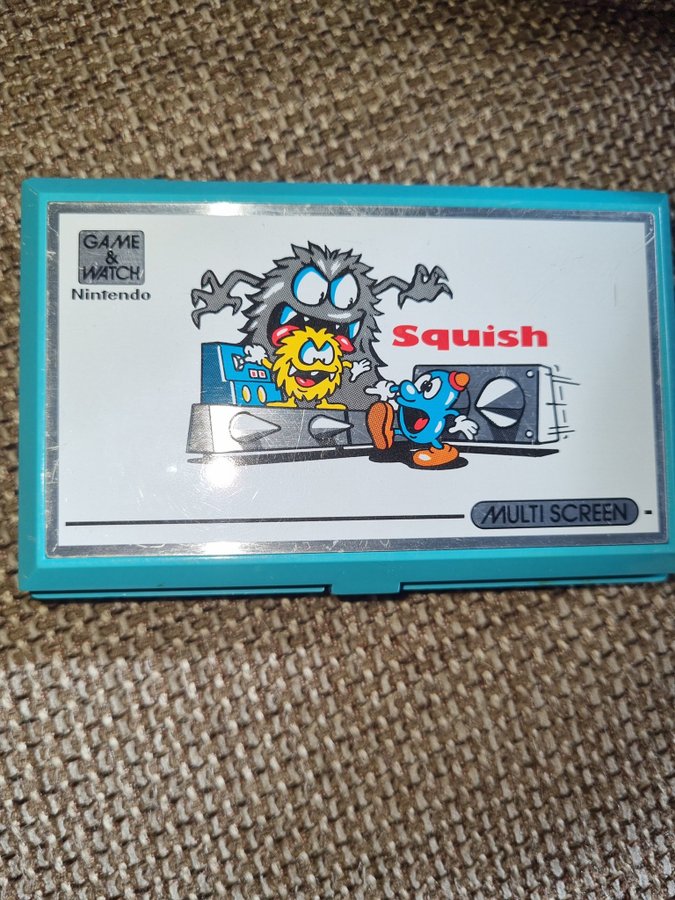 GAME
&
WATCH
Nintendo
Squish
MULTI SCREEN